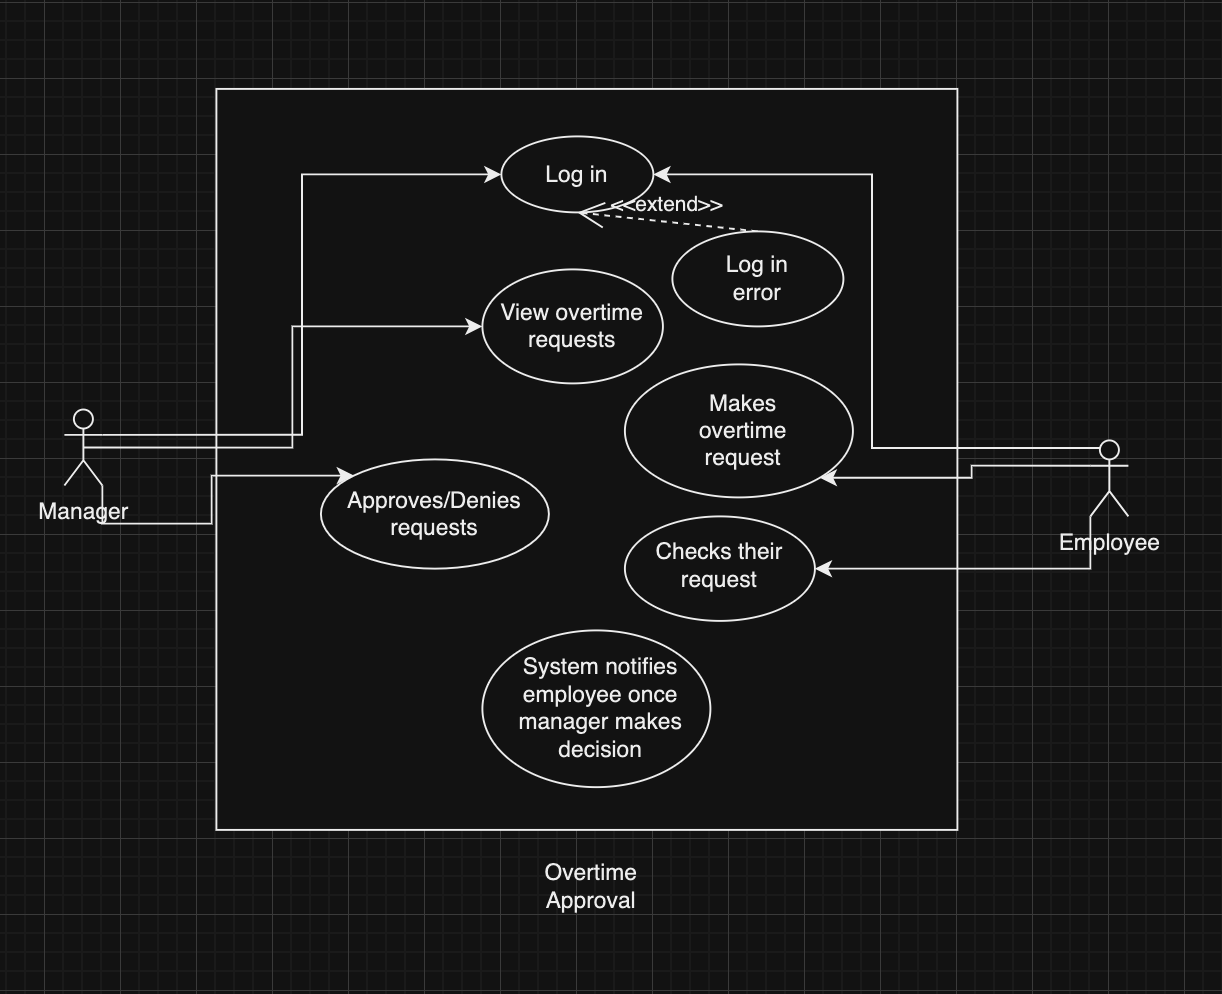 Log in
<<extend>>
Log in
error
View overtime
requests
Makes
overtime
request
Manager
Approves/Denies
requests
Employee
Checks their
request
System notifies
employee once
manager makes
decision
Overtime
Approval